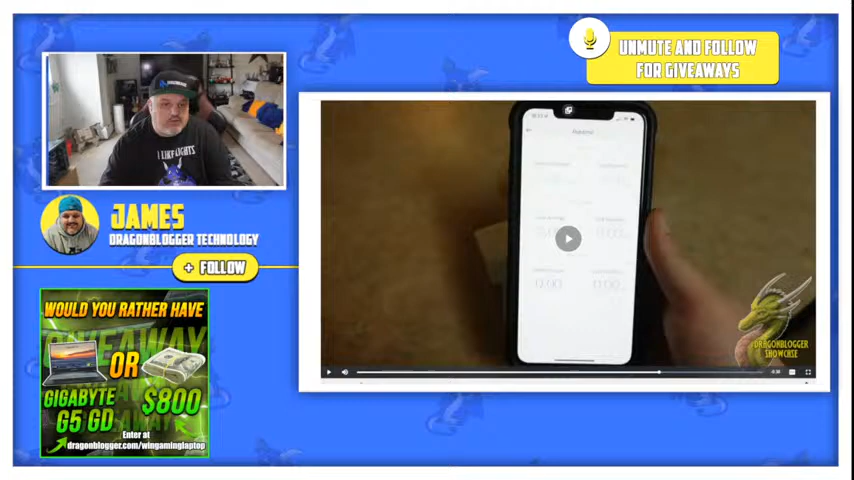 UNMUTE AND FOLLOW
FOR GIVEAWAYS
I LIKE
JAMES
DRAGONBLOGGER TECHNOLOGY
+ FOLLOW
WOULD YOU RATHER HAVE
GIVEAWAY
OR
GIGABYTE
G5 GD
$800
Enter at
dragonblogger.com/wingaminglaptop
DRAGONBLOGGER
SHOWCASE